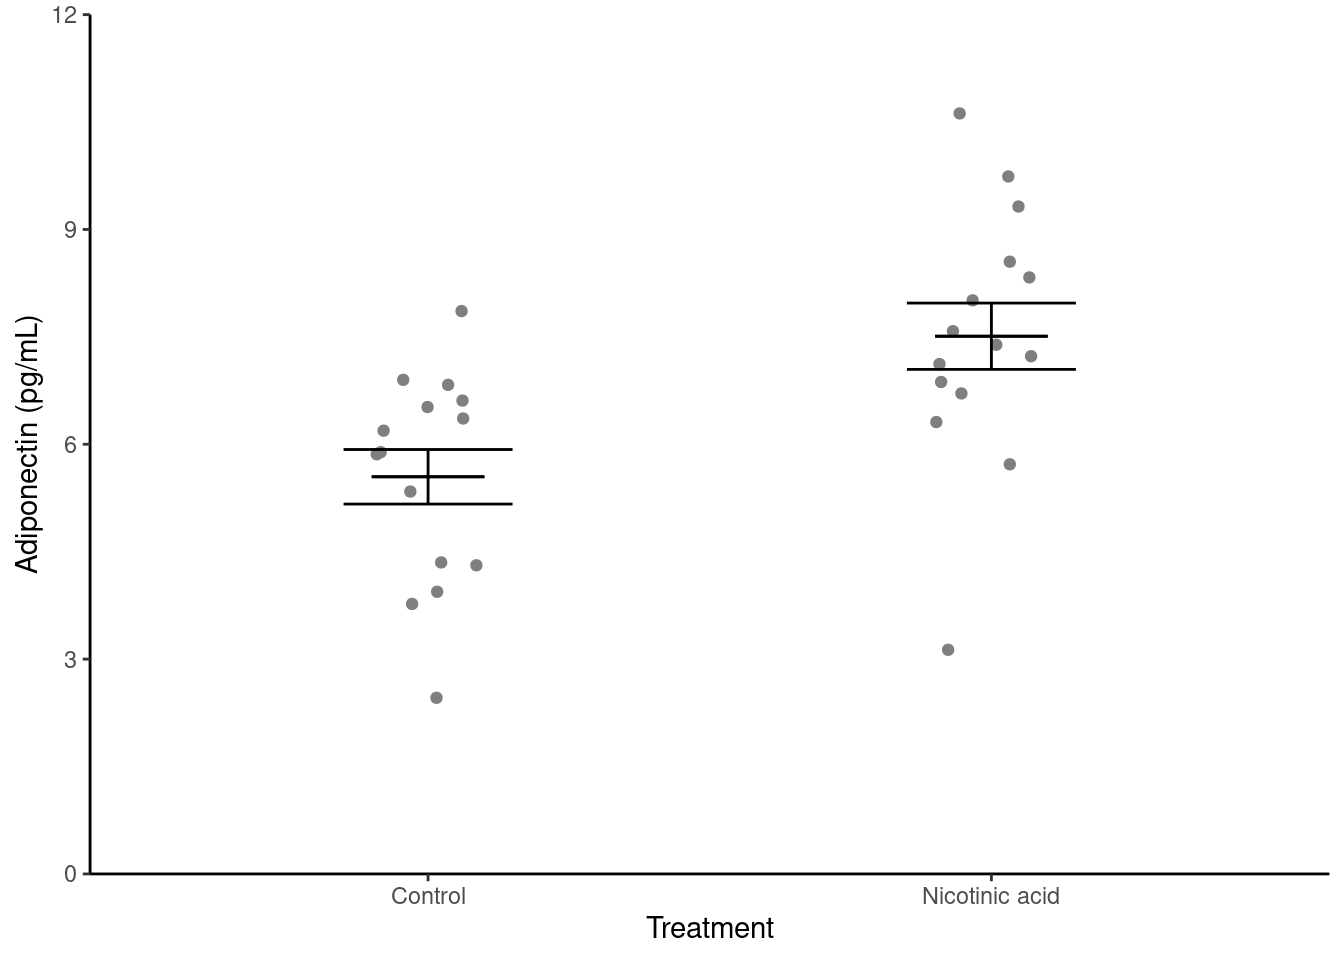 12
9
6
3
0
Adiponectin (pg/mL)
Control
Nicotinic acid
Treatment